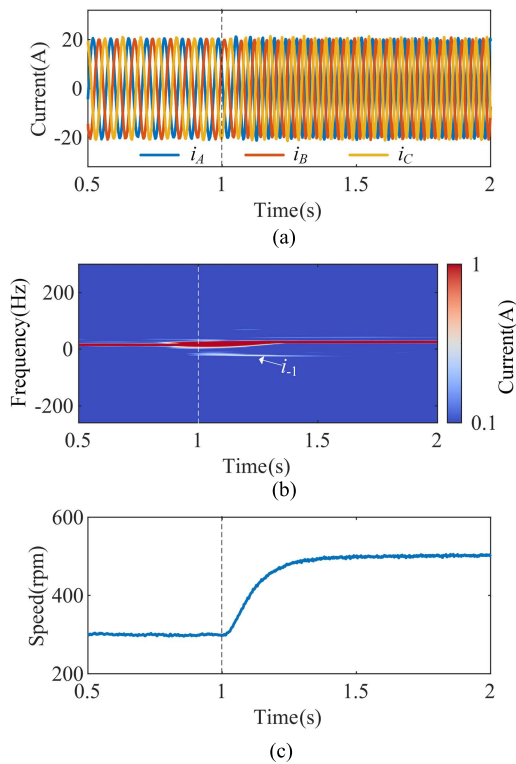 20
0
-20
Current(A)
i_A i_B i_C
0.5 1 1.5 2
Time(s)
(a)
200
0
-200
Frequency(Hz)
i_-1
1
0.1
Current(A)
0.5 1 1.5 2
Time(s)
(b)
600
400
200
Speed(rpm)
0.5 1 1.5 2
Time(s)
(c)